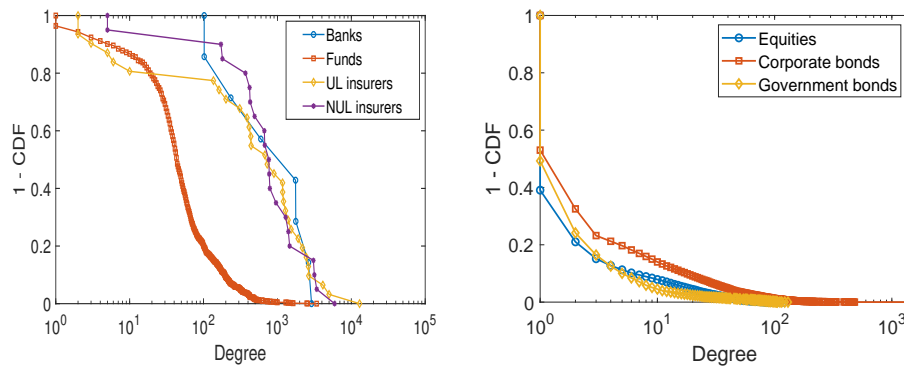 1
0.8
0.6
0.4
0.2
0
1 - CDF
10^0
10^1
10^2
10^3
10^4
10^5
Degree
Banks
Funds
UL insurers
NUL insurers
1
0.8
0.6
0.4
0.2
0
1 - CDF
10^0
10^1
10^2
10^3
Degree
Equities
Corporate bonds
Government bonds